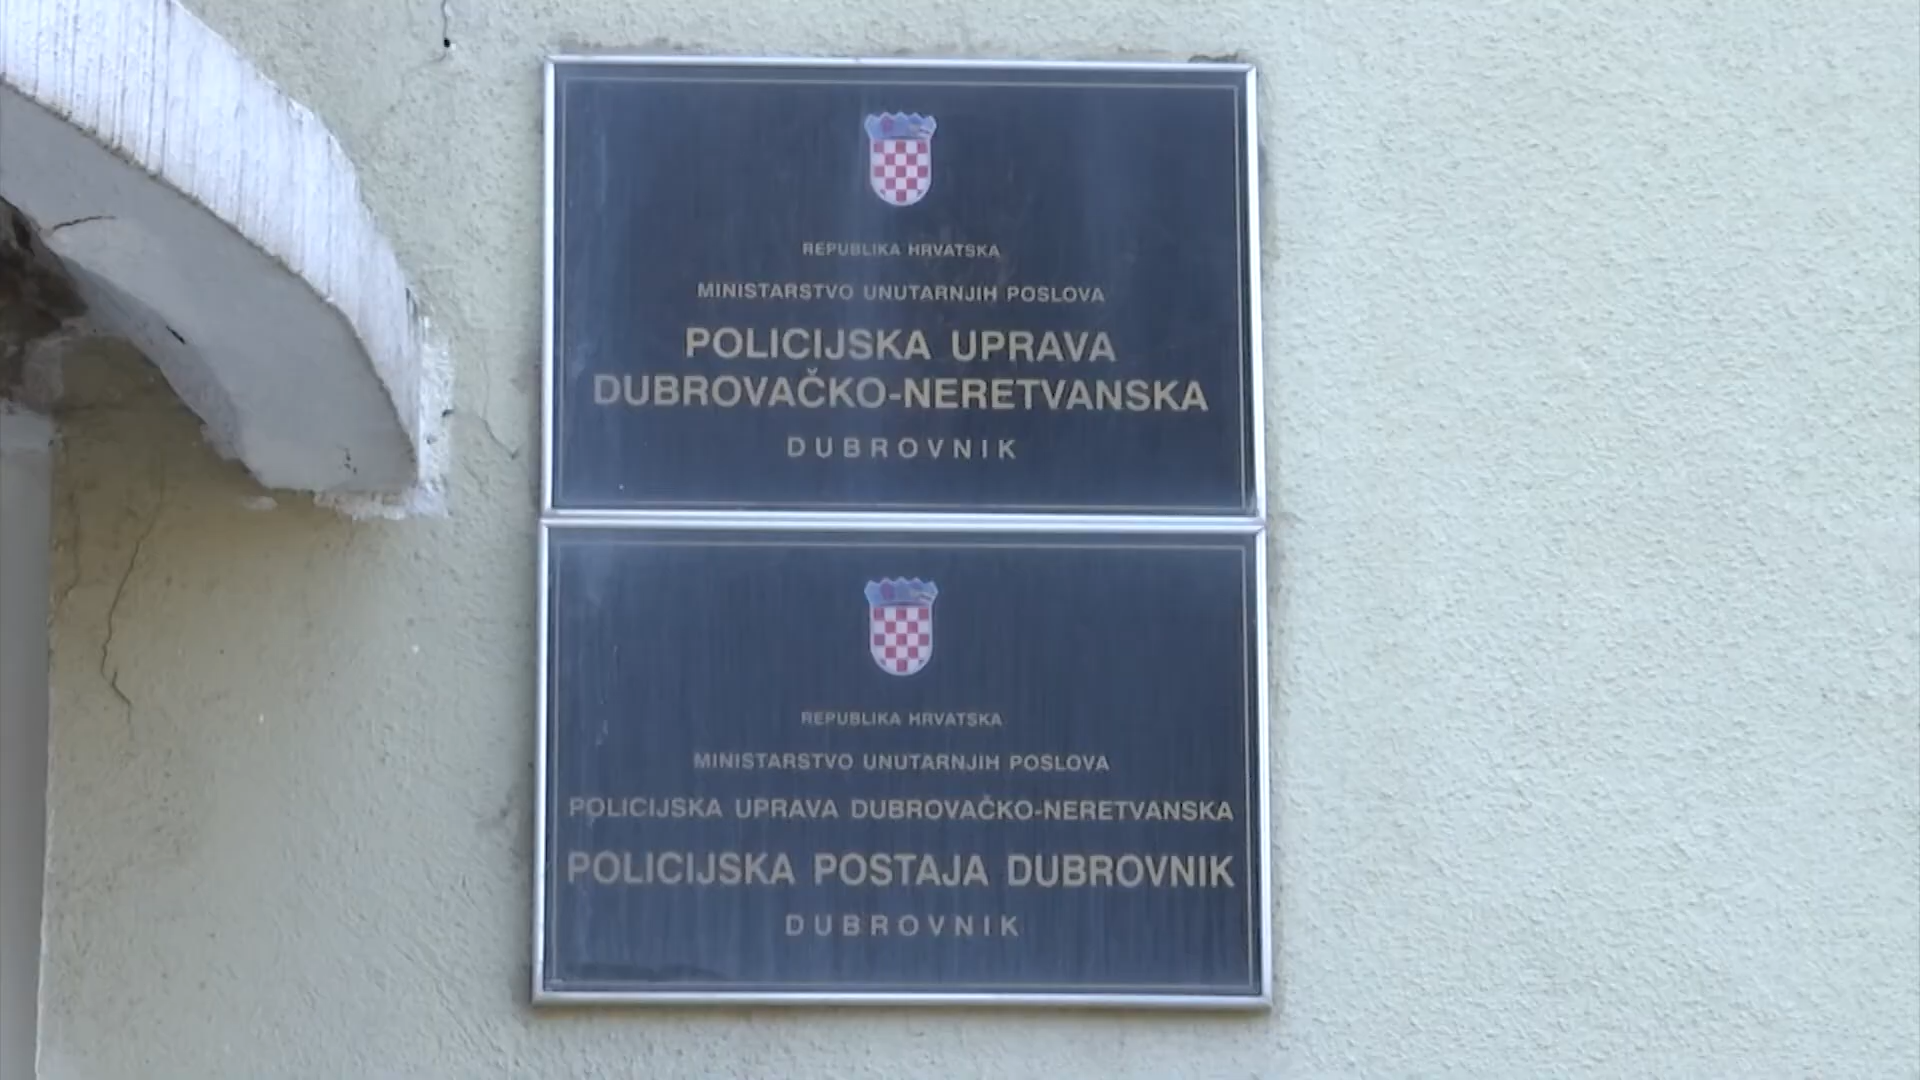 REPUBLIKA HRVATSKA
MINISTARSTVO UNUTARNJIH POSLOVA
POLICIJSKA UPRAVA
DUBROVAČKO-NERETVANSKA
DUBROVNIK
REPUBLIKA HRVATSKA
MINISTARSTVO UNUTARNJIH POSLOVA
POLICIJSKA UPRAVA DUBROVAČKO-NERETVANSKA
POLICIJSKA POSTAJA DUBROVNIK
DUBROVNIK